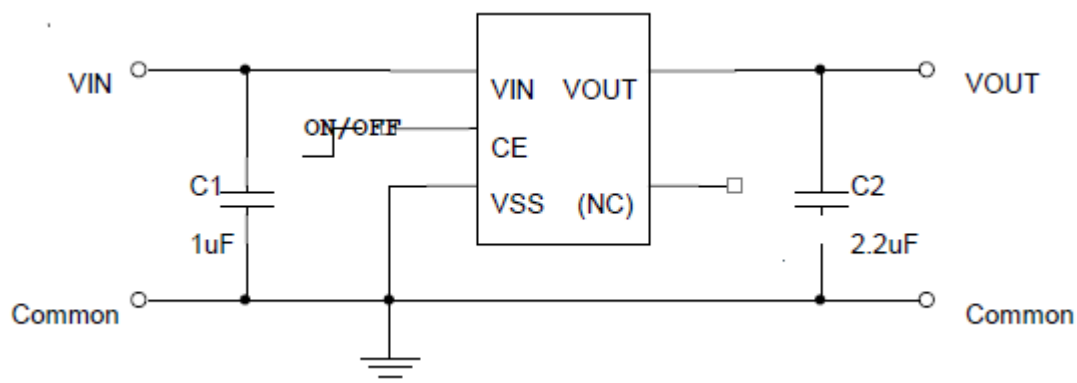 VIN
VIN VOUT
VOUT
ON/OFF
CE
C1
VSS (NC)
C2
1uF
2.2uF
Common
Common